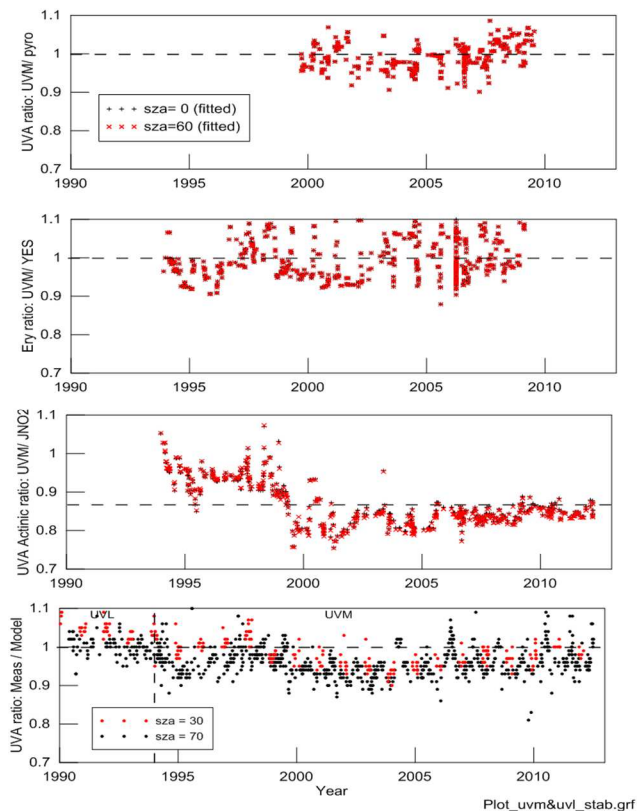 UVA ratio: UVM/ pyro
1.1
1
0.9
0.8
0.7
+ + + sza= 0 (fitted)
× × × sza=60 (fitted)
1990 1995 2000 2005 2010
Ery ratio: UVM/ YES
1.1
1
0.9
0.8
0.7
1990 1995 2000 2005 2010
UVA Actinic ratio: UVM/ JNO2
1.1
1
0.9
0.8
0.7
1990 1995 2000 2005 2010
UVA ratio: Meas / Model
1.1
1
0.9
0.8
0.7
UVL UVM
sza = 30
sza = 70
1990 1995 2000 2005 2010
Year
Plot_uvm&uvl_stab.grf